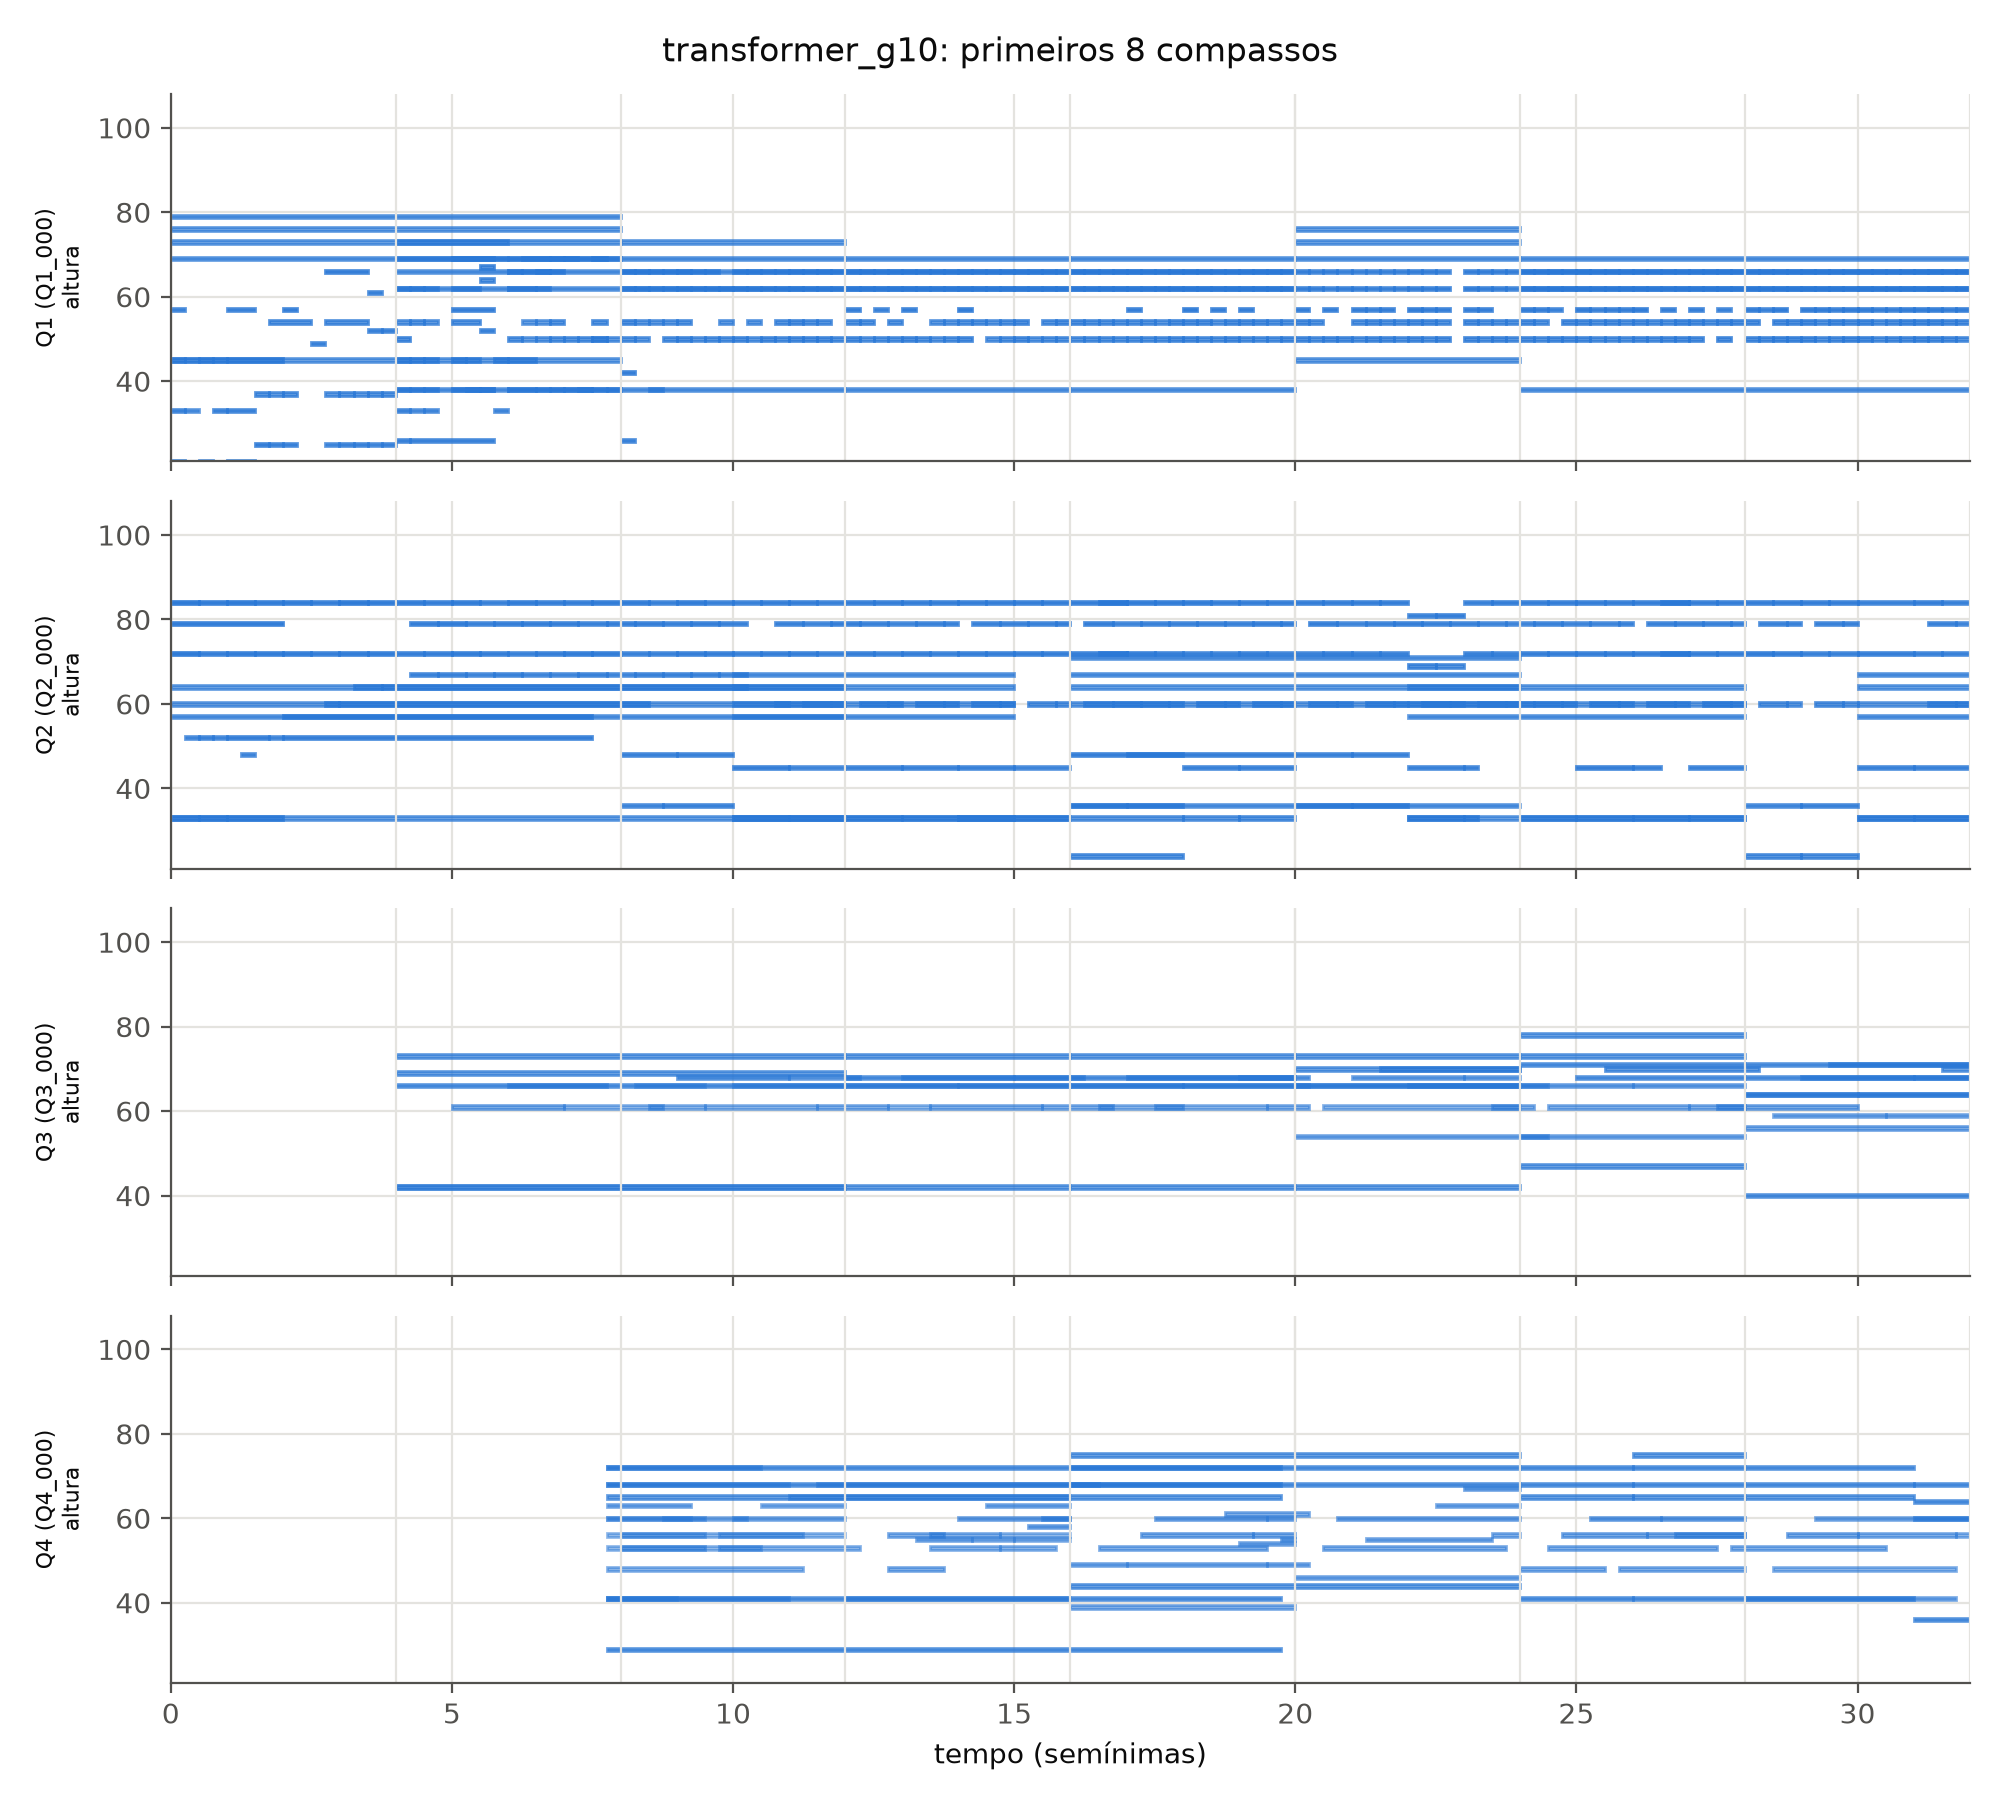 transformer_g10: primeiros 8 compassos
Q1 (Q1_000)
altura
100
80
60
40
Q2 (Q2_000)
altura
100
80
60
40
Q3 (Q3_000)
altura
100
80
60
40
Q4 (Q4_000)
altura
100
80
60
40
0 5 10 15 20 25 30
tempo (semínimas)